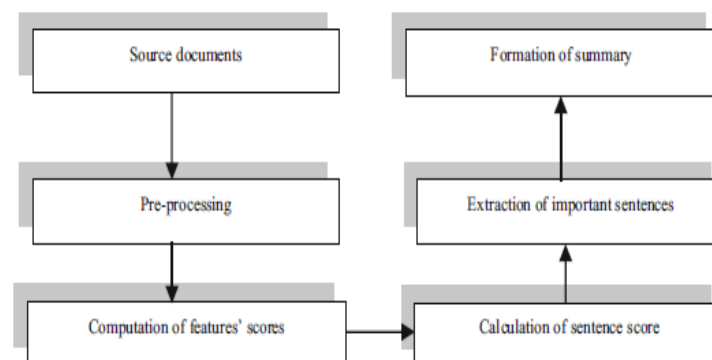 Source documents
Pre-processing
Computation of features' scores
Calculation of sentence score
Extraction of important sentences
Formation of summary